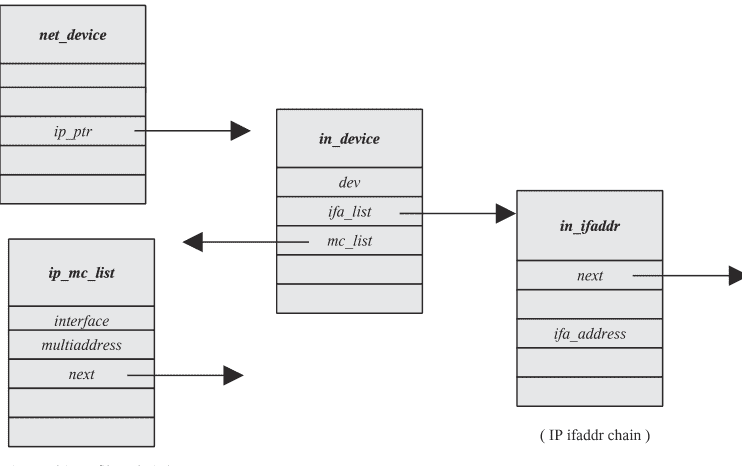 net_device
ip_ptr
in_device
dev
ifa_list
mc_list
in_ifaddr
next
ifa_address
( IP ifaddr chain )
ip_mc_list
interface
multiaddress
next